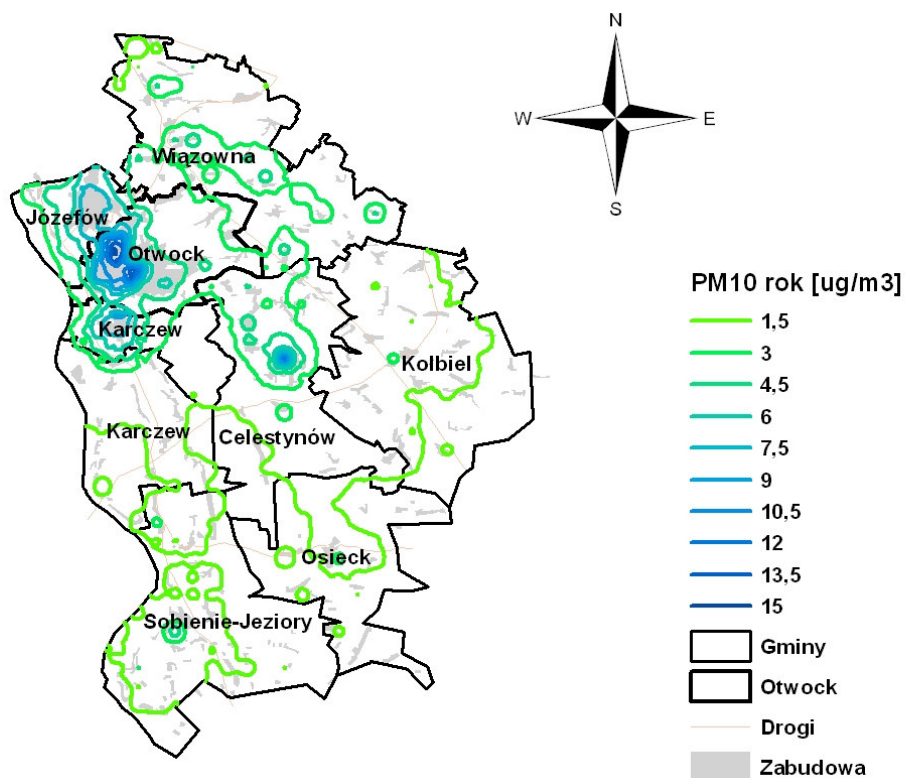 N
W
E
S
Wiązowna
Józefów
Otwock
Karczew
Kołbiel
Karczew
Celestynów
Osieck
Sobienie-Jeziory
PM10 rok [ug/m3]
1,5
3
4,5
6
7,5
9
10,5
12
13,5
15
Gminy
Otwock
Drogi
Zabudowa